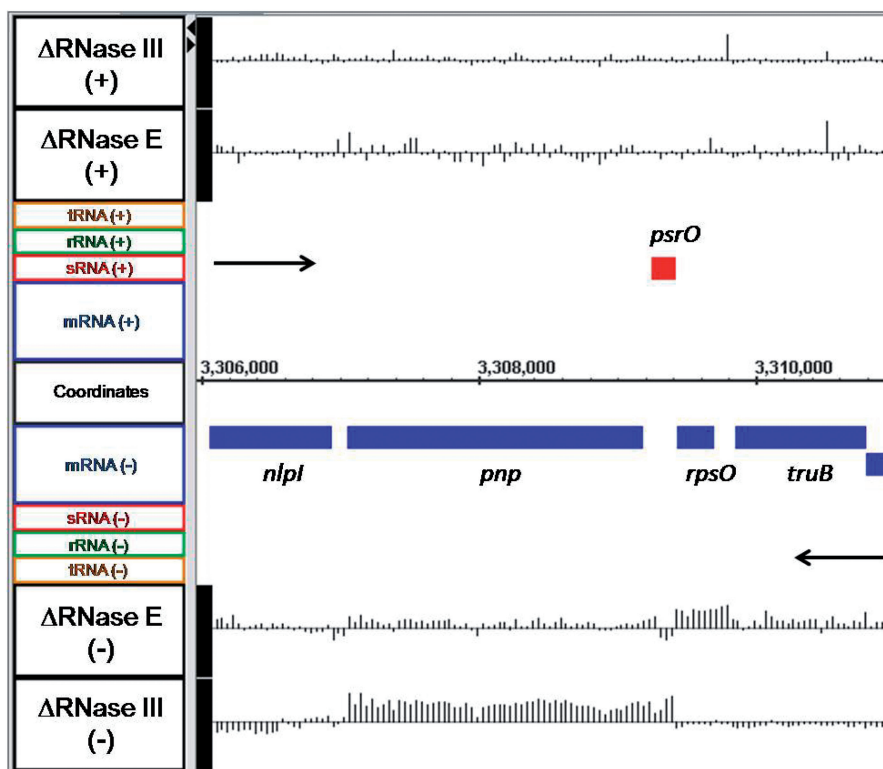 ΔRNase III
(+)
ΔRNase E
(+)
tRNA (+)
rRNA (+)
psrO
sRNA (+)
mRNA (+)
3,306,000 3,308,000 3,310,000
Coordinates
mRNA (-)
nlpI pnp rpsO truB
sRNA (-)
rRNA (-)
tRNA (-)
ΔRNase E
(-)
ΔRNase III
(-)